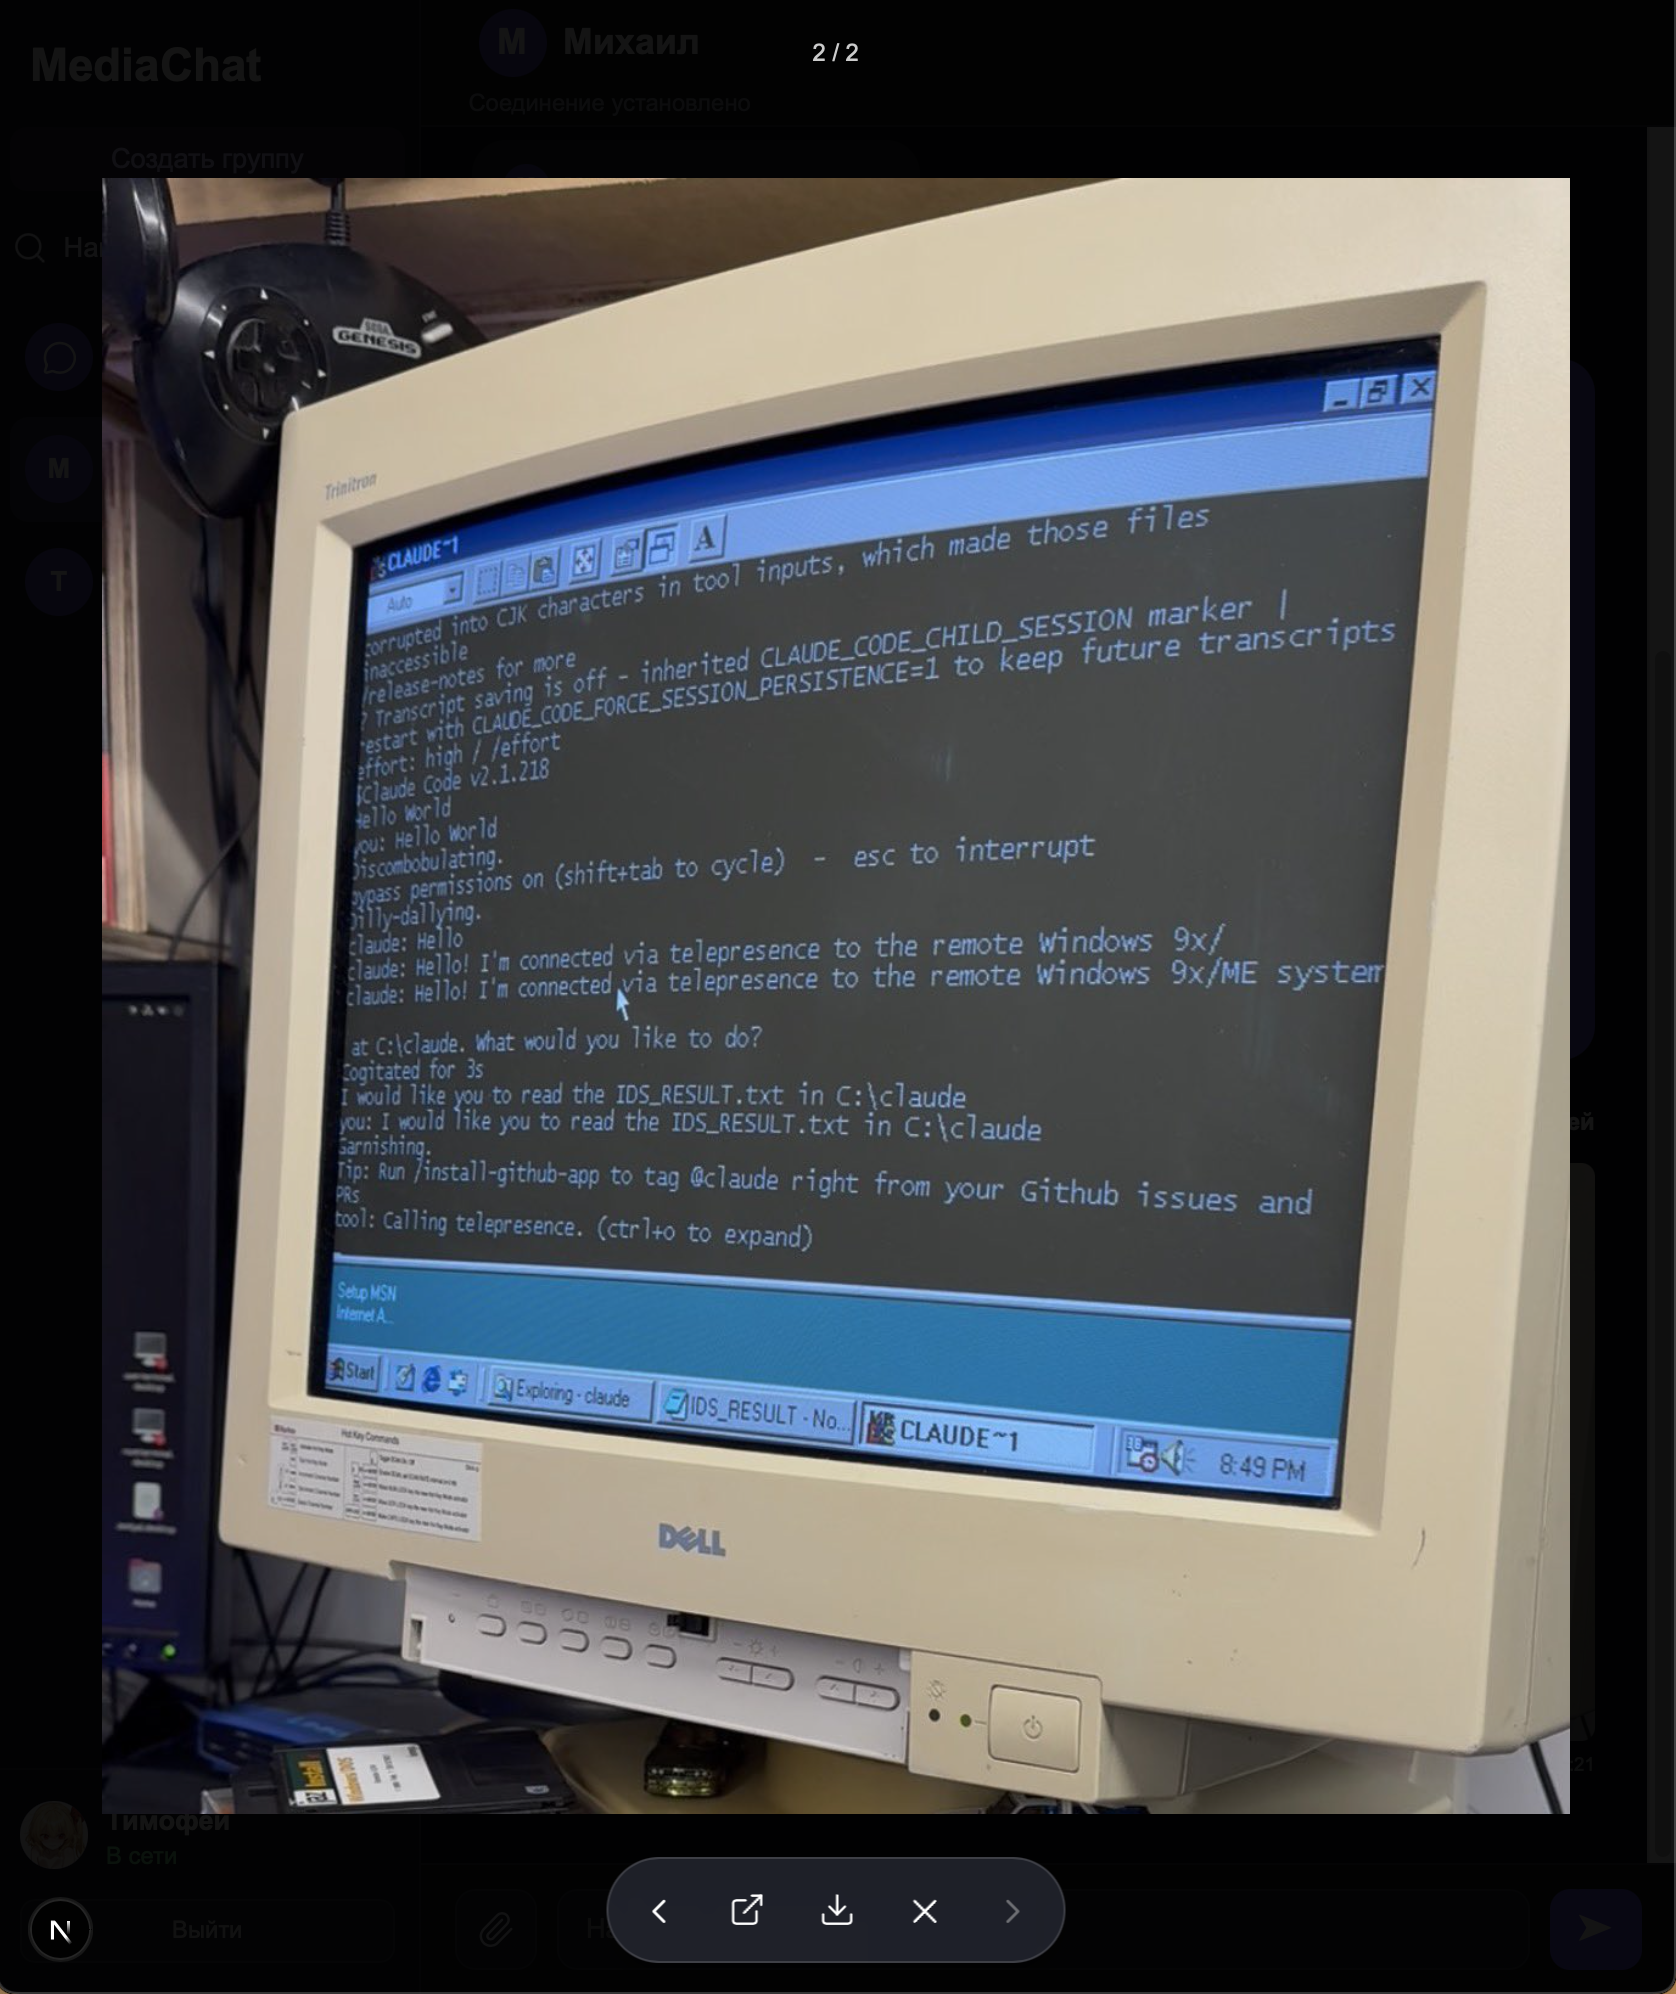 MediaChat
М
Михаил
2 / 2
Соединение установлено
Создать группу
М
Т
SEGA
GENESIS
Trinitron
CLAUDE~1
Auto
A
corrupted into CJK characters in tool inputs, which made those files
inaccessible
/release-notes for more
? Transcript saving is off - inherited CLAUDE_CODE_CHILD_SESSION marker |
restart with CLAUDE_CODE_FORCE_SESSION_PERSISTENCE=1 to keep future transcripts
effort: high / /effort
Claude Code v2.1.218
Hello World
you: Hello World
Discombobulating.
bypass permissions on (shift+tab to cycle) - esc to interrupt
Dilly-dallying.
claude: Hello
claude: Hello! I'm connected via telepresence to the remote Windows 9x/
claude: Hello! I'm connected via telepresence to the remote Windows 9x/ME system
at C:\claude. What would you like to do?
Cogitated for 3s
I would like you to read the IDS_RESULT.txt in C:\claude
you: I would like you to read the IDS_RESULT.txt in C:\claude
Garnishing.
Tip: Run /install-github-app to tag @claude right from your Github issues and
PRs
tool: Calling telepresence. (ctrl+o to expand)
Setup MSN
Internet A...
Start
Exploring - claude
IDS_RESULT - No...
CLAUDE~1
8:49 PM
Hot Key Commands
DELL
Install
Windows
Тимофей
В сети
N
Выйти